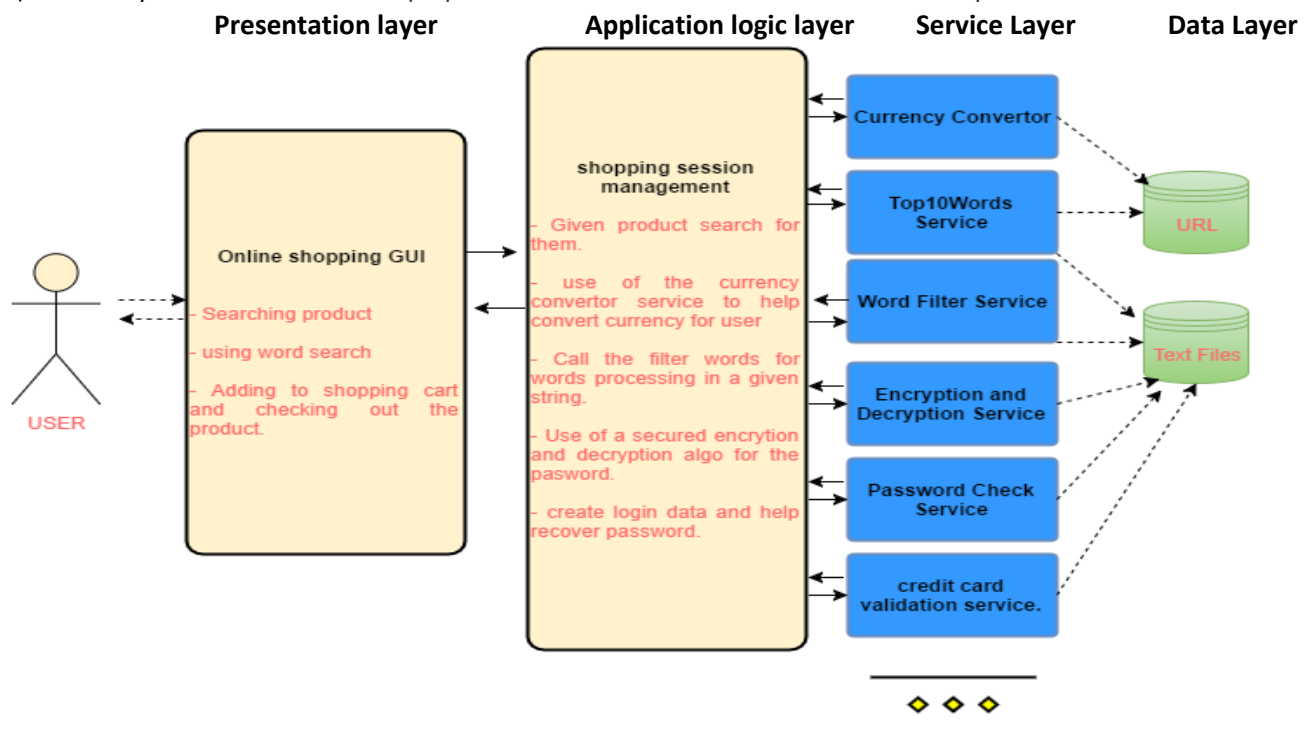 Presentation layer
Application logic layer
Service Layer
Data Layer
USER
Online shopping GUI
- Searching product
- using word search
- Adding to shopping cart
and checking out the
product.
shopping session
management
- Given product search for
them.
- use of the currency
convertor service to help
convert currency for user
- Call the filter words for
words processing in a given
string.
- Use of a secured encrytion
and decryption algo for the
pasword.
- create login data and help
recover password.
Currency Convertor
Top10Words
Service
Word Filter Service
Encryption and
Decryption Service
Password Check
Service
credit card
validation service.
URL
Text Files